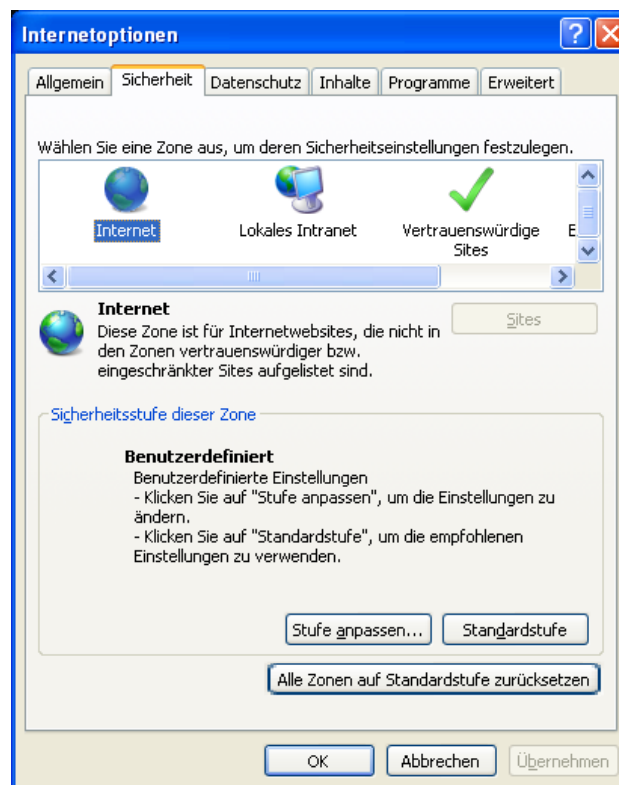 Internetoptionen
Allgemein Sicherheit Datenschutz Inhalte Programme Erweitert
Wählen Sie eine Zone aus, um deren Sicherheitseinstellungen festzulegen.
Internet Lokales Intranet Vertrauenswürdige
Sites
Internet
Sites
Diese Zone ist für Internetwebsites, die nicht in
den Zonen vertrauenswürdiger bzw.
eingeschränkter Sites aufgelistet sind.
Sicherheitsstufe dieser Zone
Benutzerdefiniert
Benutzerdefinierte Einstellungen
- Klicken Sie auf "Stufe anpassen", um die Einstellungen zu
ändern.
- Klicken Sie auf "Standardstufe", um die empfohlenen
Einstellungen zu verwenden.
Stufe anpassen... Standardstufe
Alle Zonen auf Standardstufe zurücksetzen
OK Abbrechen Übernehmen